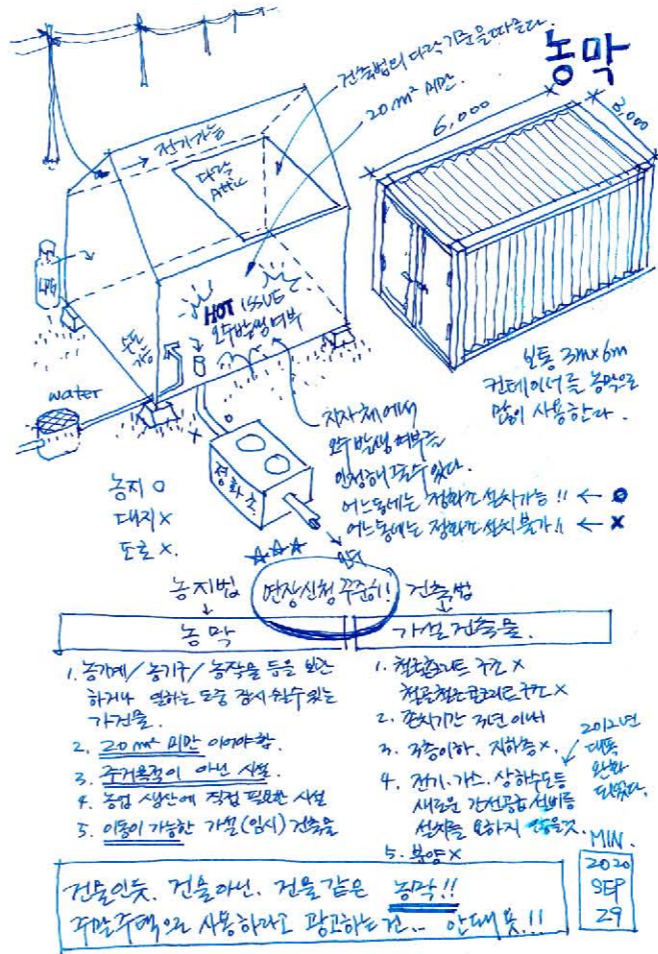 농막
건축법의 다락기준을 따른다.
20m² 미만.
6,000
3,000
전기가능
다락
Attic
LPG
HOT ISSUE
오수발생여부
수도
가능
water
정화조
보통 3m×6m
컨테이너를 농막으로
많이 사용한다.
지자체에서
오수발생여부를
인정해 줄 수 있다.
어느동네는 정화조 설치가능!! ← O
어느동네는 정화조 설치불가!! ← X
농지 O
대지 X
도로 X.
☆☆☆
연장신청 꾸준히!
농지법
건축법
농막
가설건축물.
1. 농기계/농기구/농작물 등을 보관
하거나 일하는 도중 잠시 쉴수있는
가건물.
2. 20m² 미만 이어야함.
3. 주거목적이 아닌 시설.
4. 농업 생산에 직접 필요한 시설
5. 이동이 가능한 가설(임시) 건축물
1. 철근콘크리트 구조 X
철골철근콘크리트구조 X
2. 존치기간 3년 이내
3. 3층이하, 지하층 X.
4. 전기. 가스. 상하수도등
새로운 간선공급 설비를
설치를 요하지 않을것.
5. 분양 X
2012년
대폭
완화
되었다.
건물인듯, 건물아닌, 건물같은 농막!!
주말주택으로 사용하라고 광고하는건.. 안돼욧!!
MIN.
2020
SEP
29